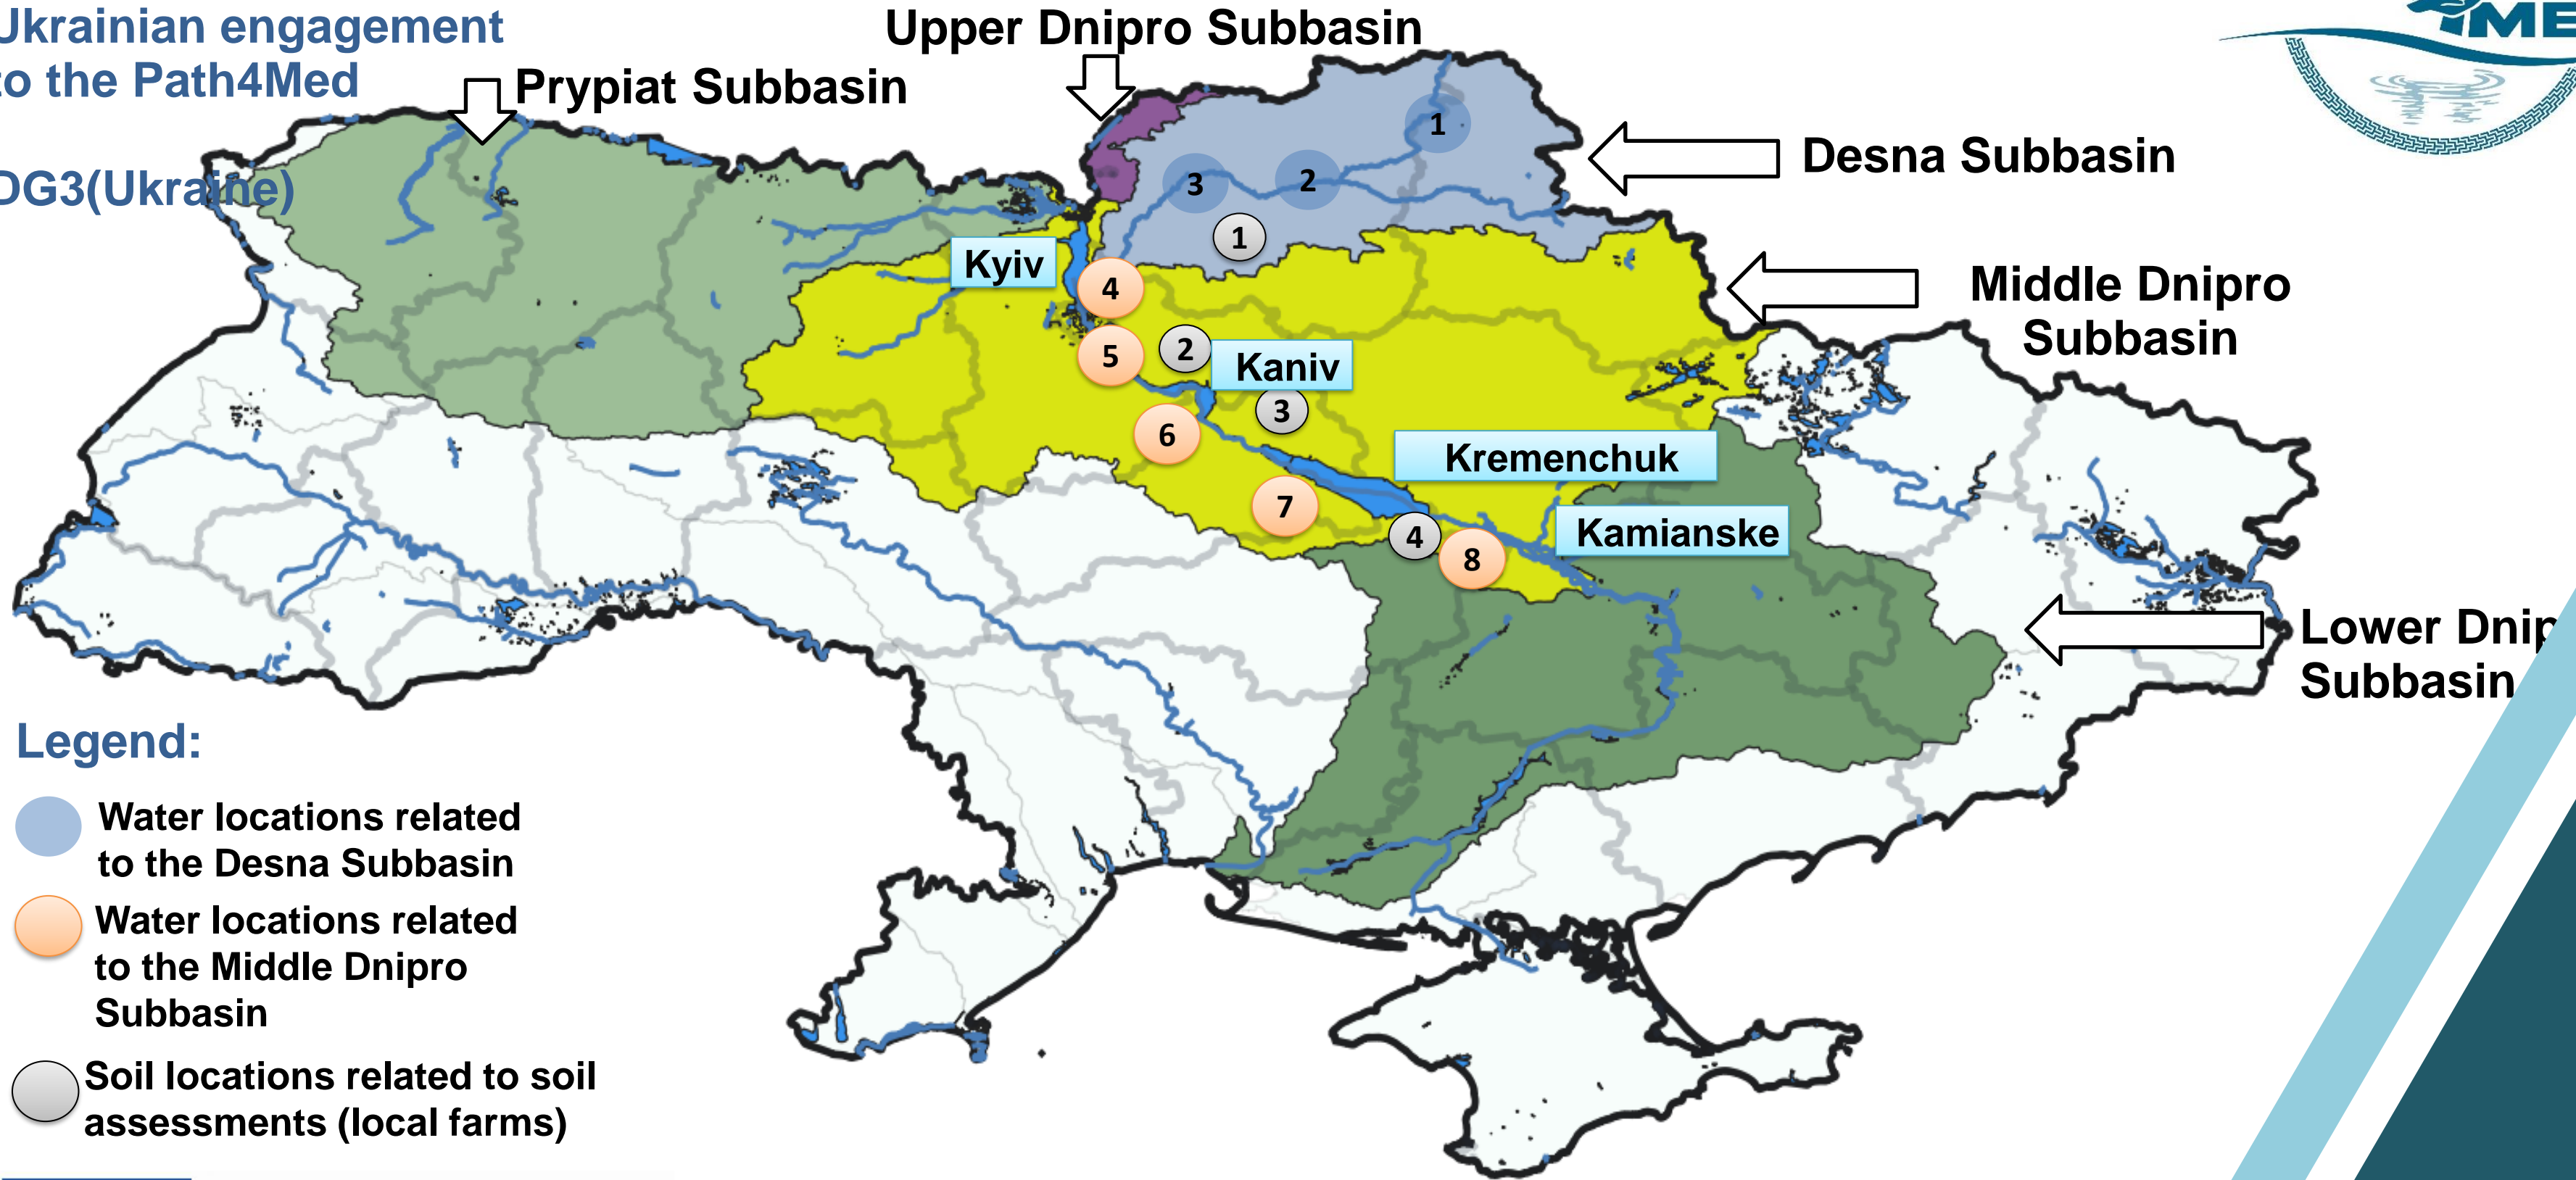 Ukrainian engagement
to the Path4Med
DG3(Ukraine)
Upper Dnipro Subbasin
Prypiat Subbasin
Desna Subbasin
Middle Dnipro
Subbasin
Lower
Subbasin
Kyiv
Kaniv
Kremenchuk
Kamianske
1
2
3
1
4
5
2
3
6
7
4
8
Legend:
Water locations related
to the Desna Subbasin
Water locations related
to the Middle Dnipro
Subbasin
Soil locations related to soil
assessments (local farms)